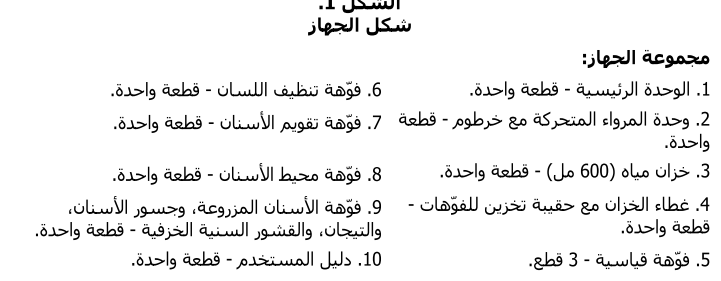 الشكل 1.
شكل الجهاز
مجموعة الجهاز:
1. الوحدة الرئيسية - قطعة واحدة.
2. وحدة المرواء المتحركة مع خرطوم - قطعة
واحدة.
3. خزان مياه (600 مل) - قطعة واحدة.
4. غطاء الخزان مع حقيبة تخزين للفوّهات -
قطعة واحدة.
5. فوّهة قياسية - 3 قطع.
6. فوّهة تنظيف اللسان - قطعة واحدة.
7. فوّهة تقويم الأسنان - قطعة واحدة.
8. فوّهة محيط الأسنان - قطعة واحدة.
9. فوّهة الأسنان المزروعة، وجسور الأسنان،
والتيجان، والقشور السنية الخزفية - قطعة واحدة.
10. دليل المستخدم - قطعة واحدة.